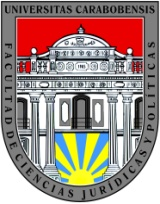 UNIVERSITAS CARABOBENSIS
FACULTAD DE CIENCIAS JURÍDICAS Y POLÍTICAS